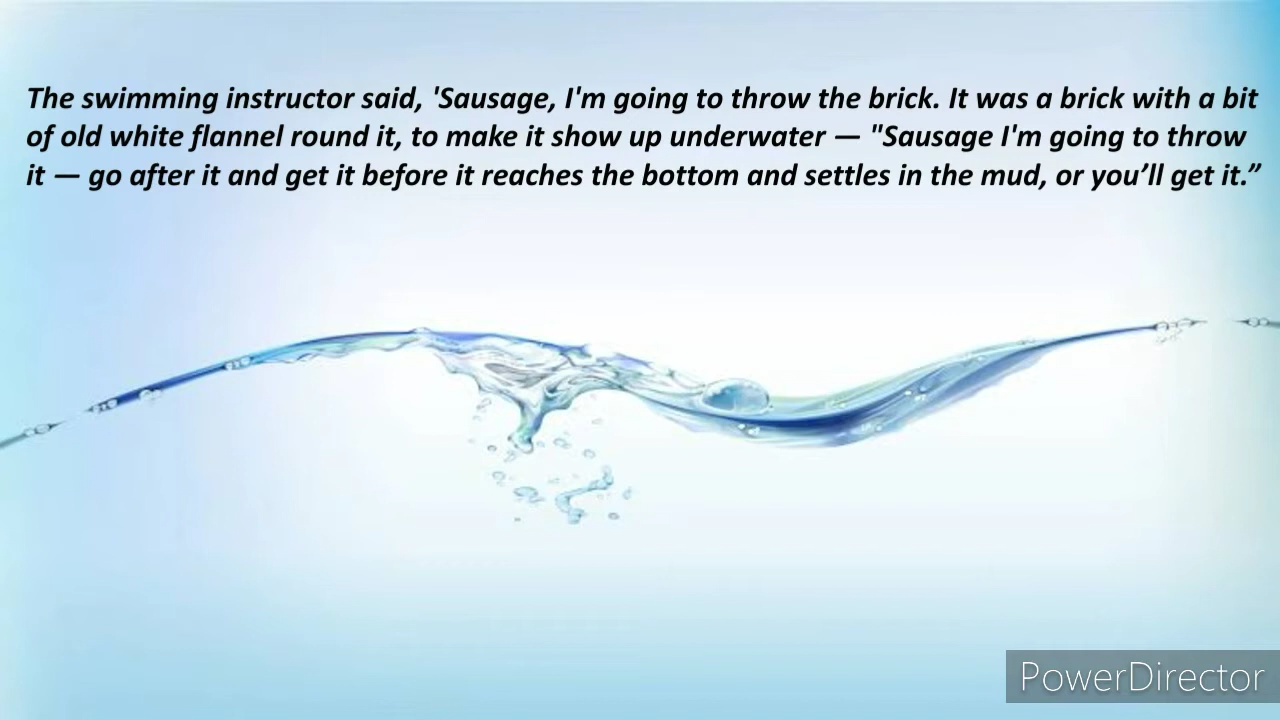 The swimming instructor said, 'Sausage, I'm going to throw the brick. It was a brick with a bit
of old white flannel round it, to make it show up underwater — "Sausage I'm going to throw
it — go after it and get it before it reaches the bottom and settles in the mud, or you’ll get it.”
PowerDirector